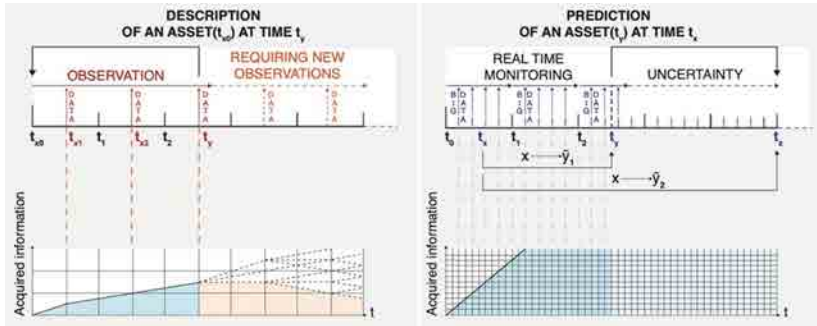 DESCRIPTION
OF AN ASSET(tx0) AT TIME ty
OBSERVATION
REQUIRING NEW
OBSERVATIONS
DATA
DATA
DATA
DATA
DATA
tx0 tx1 t1 tx2 t2 ty
Acquired information
t
PREDICTION
OF AN ASSET(ty) AT TIME tx
REAL TIME
MONITORING
UNCERTAINTY
BIG DATA
BIG DATA
BIG DATA
t0 tx t1 t2 ty tz
x ŷ1
x ŷ2
Acquired information
t